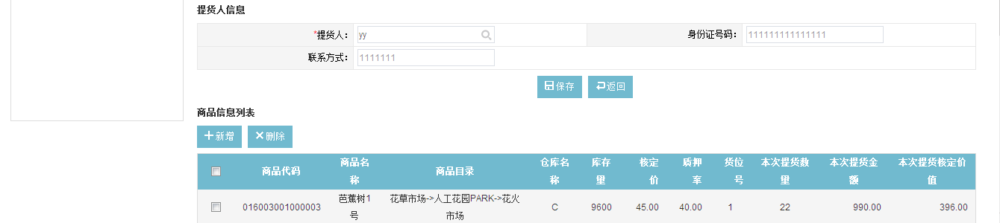 提货人信息
*提货人： yy 身份证号码： 111111111111111
联系方式： 1111111
保存 返回
商品信息列表
新增 删除
商品代码 商品名称 商品目录 仓库名称 库存量 核定价 质押率 货位号 本次提货数量 本次提货金额 本次提货核定价值
016003001000003 芭蕉树1号 花草市场->人工花园PARK->花火市场 C 9600 45.00 40.00 1 22 990.00 396.00